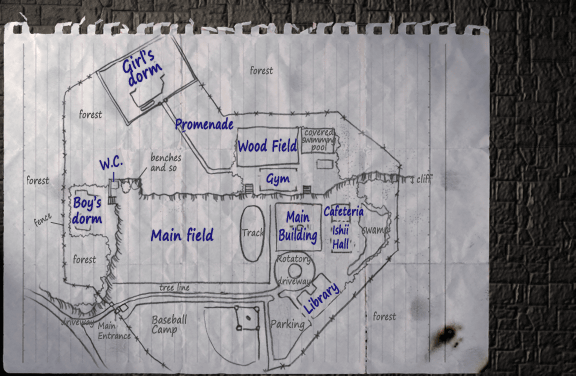 Girl's
dorm
forest
forest
Promenade
Wood Field
covered
swimming
pool
W.C.
benches
and so
Gym
forest
cliff
Boy's
dorm
fence
Main field
Track
Main
Building
Cafeteria
Ishii
Hall
swamp
forest
Rotatory
driveway
tree line
Library
driveway
Main
Entrance
Baseball
Camp
Parking
forest